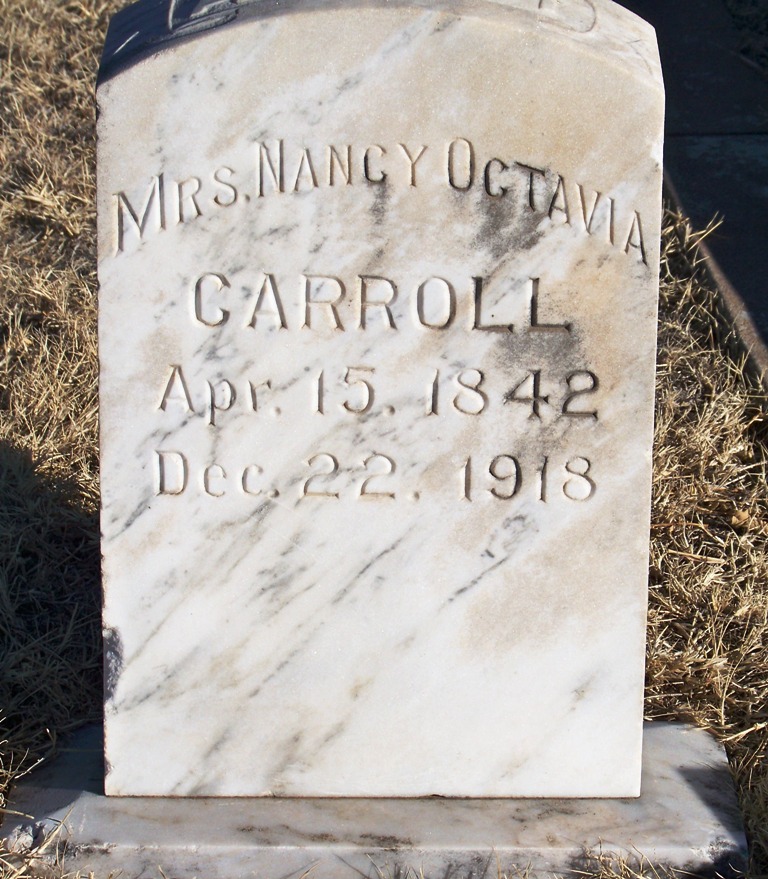 Mrs. Nancy Octavia
CARROLL
Apr. 15. 1842
Dec. 22. 1918